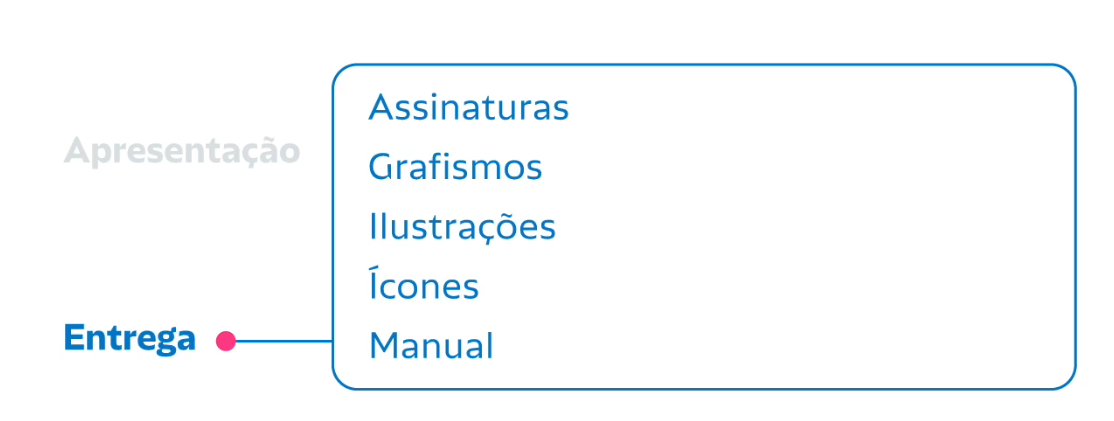 Apresentação
Entrega
Assinaturas
Grafismos
Ilustrações
Ícones
Manual